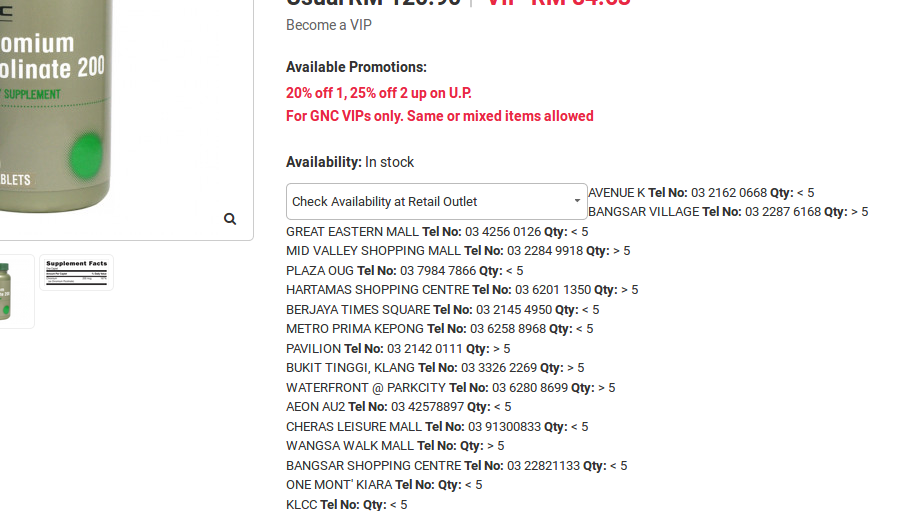 Become a VIP
Available Promotions:
20% off 1, 25% off 2 up on U.P.
For GNC VIPs only. Same or mixed items allowed
Availability: In stock
Check Availability at Retail Outlet
AVENUE K Tel No: 03 2162 0668 Qty: < 5
BANGSAR VILLAGE Tel No: 03 2287 6168 Qty: > 5
GREAT EASTERN MALL Tel No: 03 4256 0126 Qty: < 5
MID VALLEY SHOPPING MALL Tel No: 03 2284 9918 Qty: > 5
PLAZA OUG Tel No: 03 7984 7866 Qty: < 5
HARTAMAS SHOPPING CENTRE Tel No: 03 6201 1350 Qty: > 5
BERJAYA TIMES SQUARE Tel No: 03 2145 4950 Qty: < 5
METRO PRIMA KEPONG Tel No: 03 6258 8968 Qty: < 5
PAVILION Tel No: 03 2142 0111 Qty: > 5
BUKIT TINGGI, KLANG Tel No: 03 3326 2269 Qty: > 5
WATERFRONT @ PARKCITY Tel No: 03 6280 8699 Qty: > 5
AEON AU2 Tel No: 03 42578897 Qty: < 5
CHERAS LEISURE MALL Tel No: 03 91300833 Qty: < 5
WANGSA WALK MALL Tel No: Qty: > 5
BANGSAR SHOPPING CENTRE Tel No: 03 22821133 Qty: < 5
ONE MONT' KIARA Tel No: Qty: < 5
KLCC Tel No: Qty: < 5
omium
olinate 200
SUPPLEMENT
BLETS
Supplement Facts